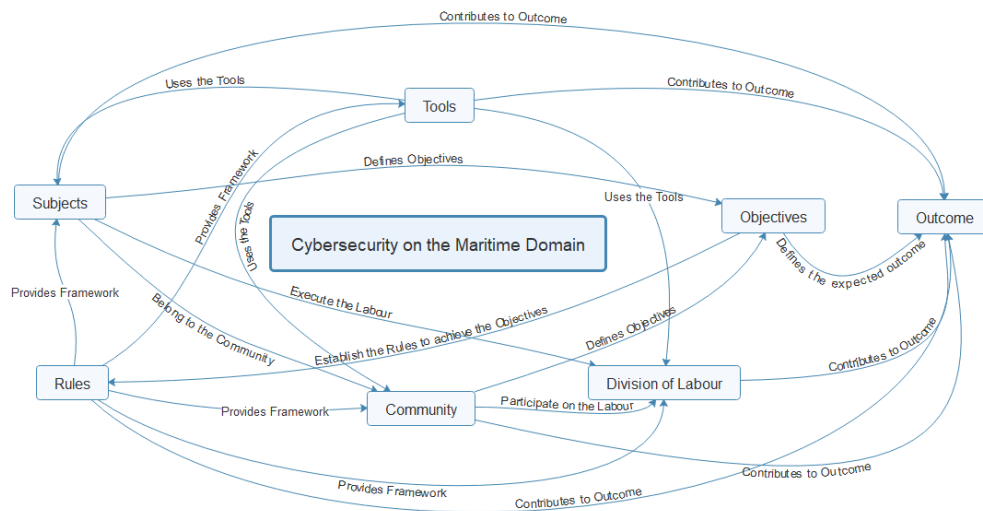 Contributes to Outcome
Uses the Tools
Contributes to Outcome
Tools
Provides Framework
Defines Objectives
Uses the Tools
Subjects
Uses the Tools
Objectives
Outcome
Cybersecurity on the Maritime Domain
Defines the expected outcome
Provides Framework
Execute the Labour
Belong to the Community
Establish the Rules to achieve the Objectives
Defines Objectives
Contributes to Outcome
Rules
Division of Labour
Provides Framework
Community
Participate on the Labour
Contributes to Outcome
Provides Framework
Contributes to Outcome